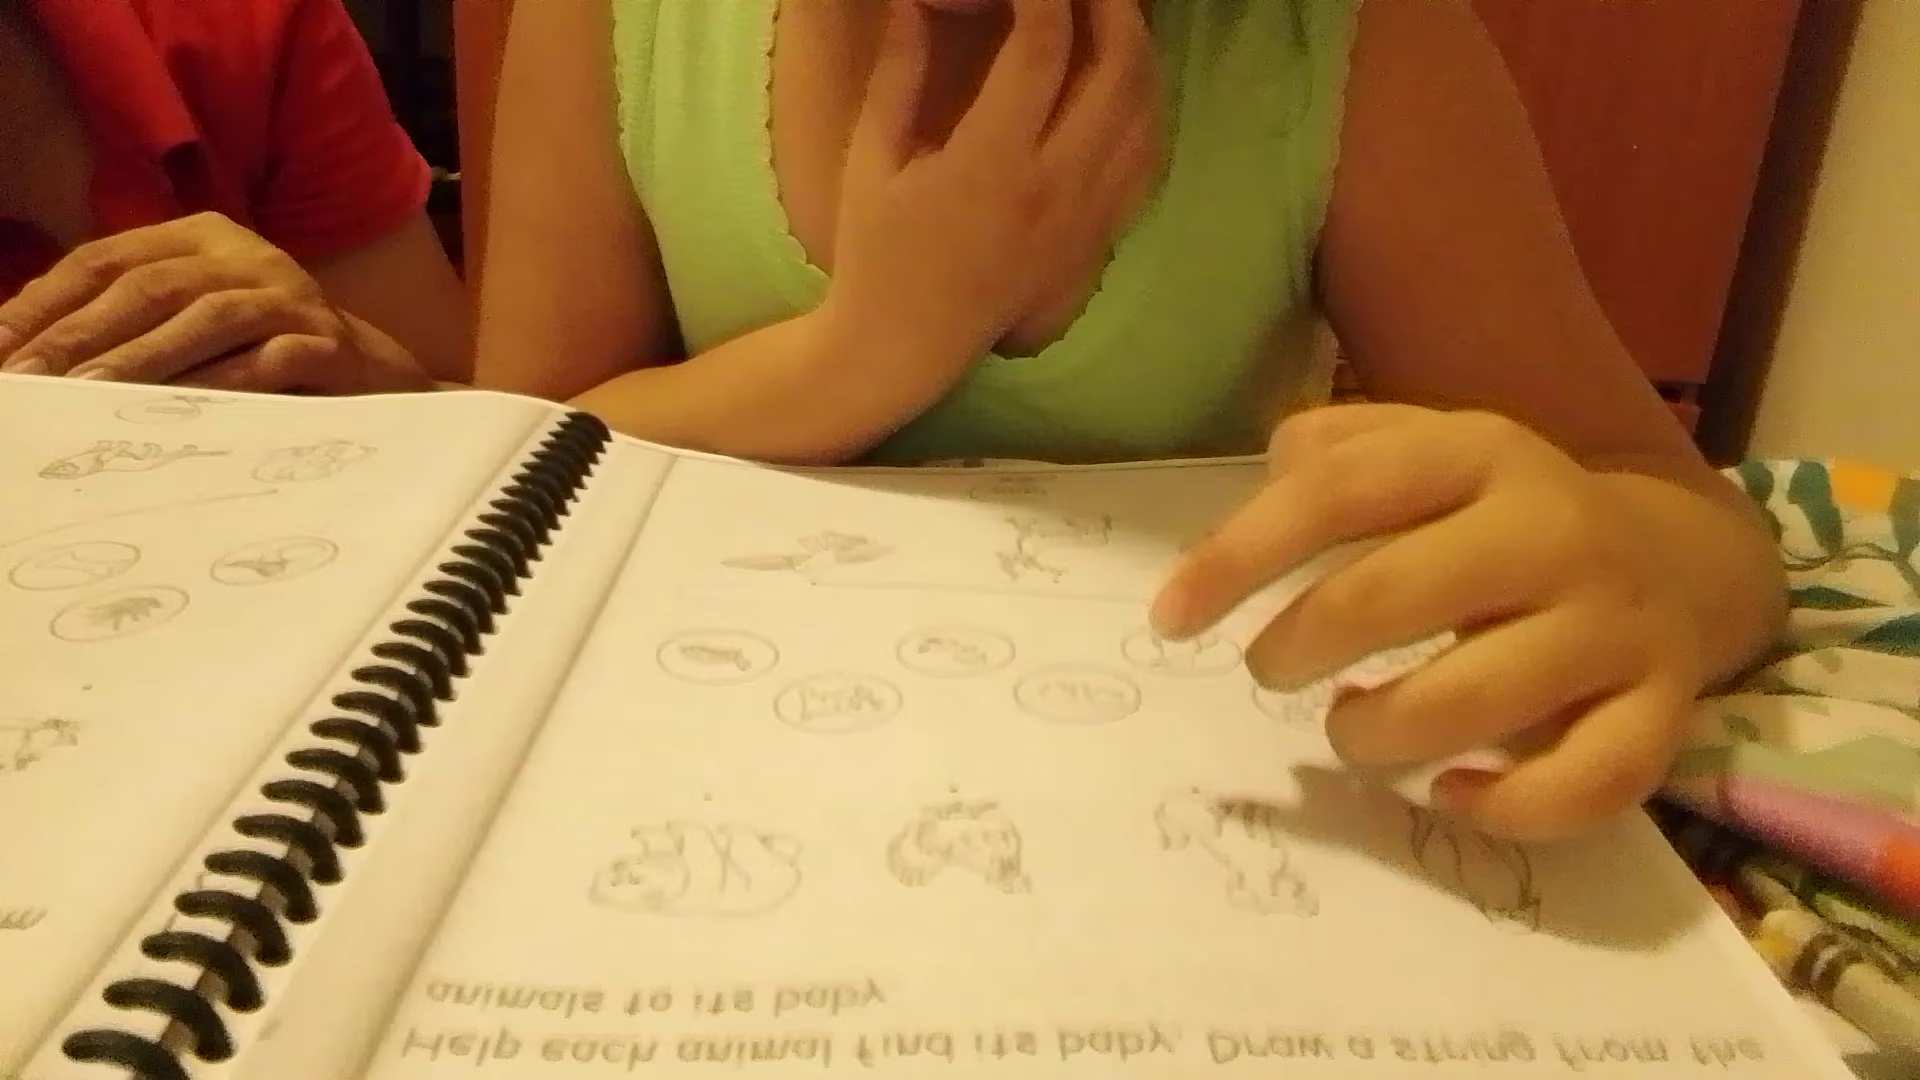 Help each animal find its baby. Draw a string from the
animals to its baby